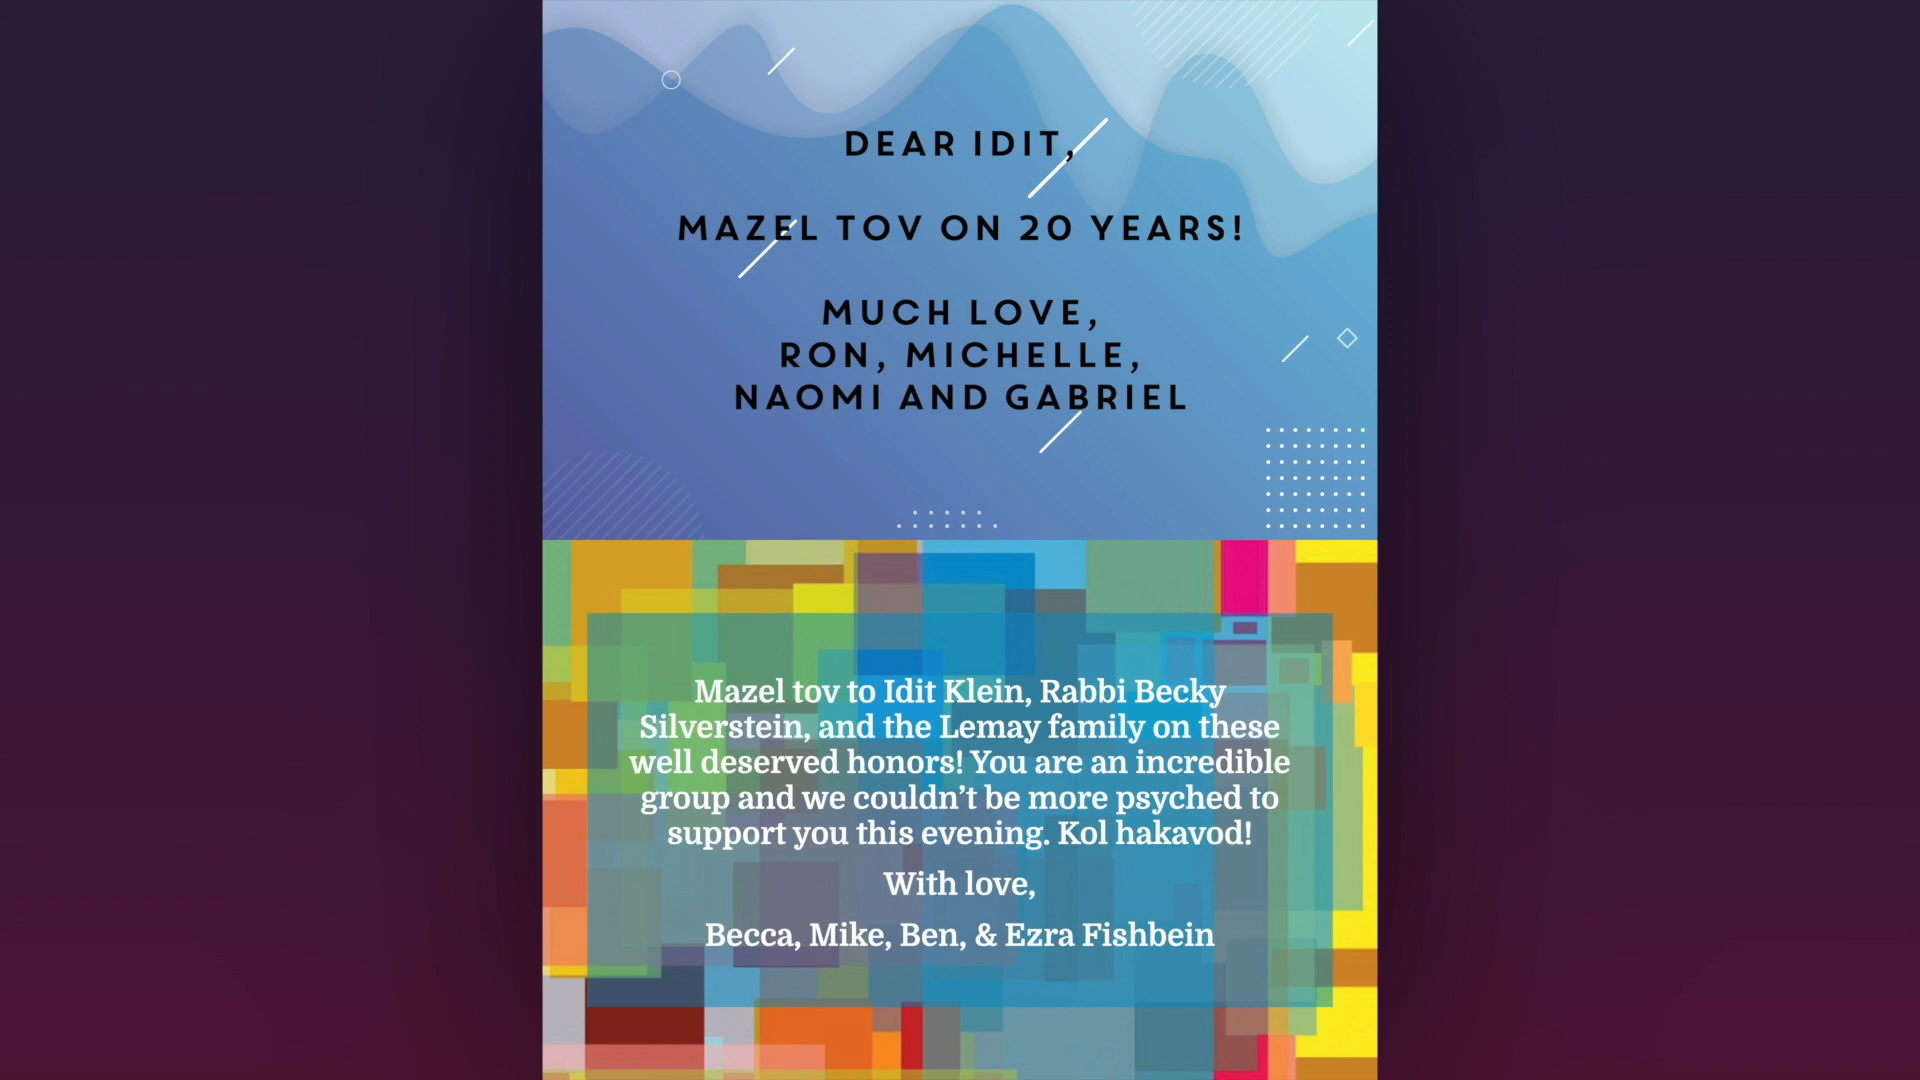 DEAR IDIT,
MAZEL TOV ON 20 YEARS!
MUCH LOVE,
RON, MICHELLE,
NAOMI AND GABRIEL
Mazel tov to Idit Klein, Rabbi Becky
Silverstein, and the Lemay family on these
well deserved honors! You are an incredible
group and we couldn’t be more psyched to
support you this evening. Kol hakavod!
With love,
Becca, Mike, Ben, & Ezra Fishbein